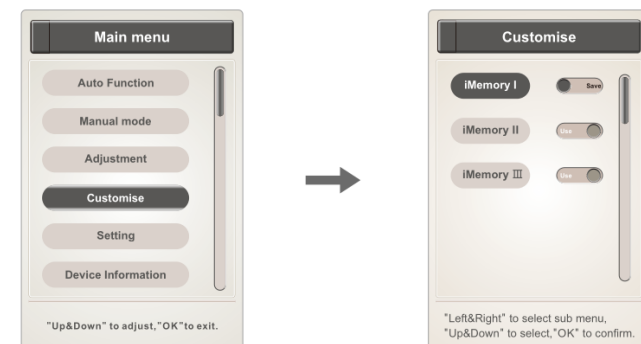 Main menu
Auto Function
Manual mode
Adjustment
Customise
Setting
Device Information
"Up&Down" to adjust,"OK"to exit.
Customise
iMemory I
Save
iMemory II
Use
iMemory III
Use
"Left&Right" to select sub menu,
"Up&Down" to select,"OK" to confirm.